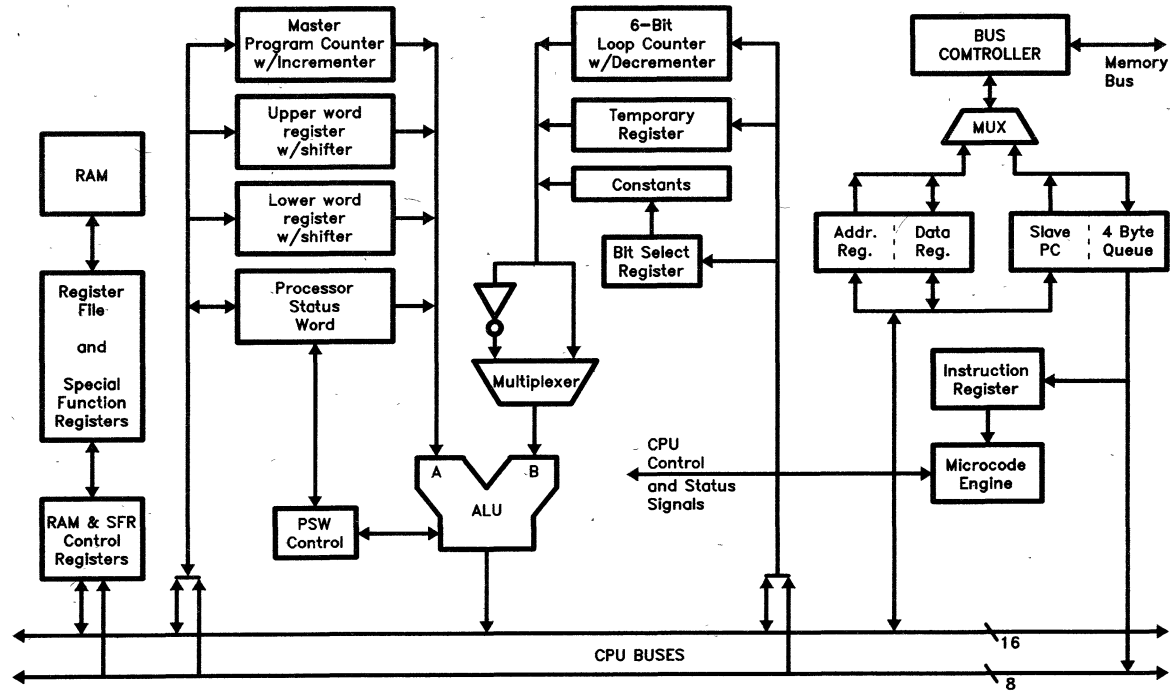 Master
Program Counter
w/Incrementer
6-Bit
Loop Counter
w/Decrementer
BUS
COMTROLLER
Memory
Bus
Upper word
register
w/shifter
Temporary
Register
MUX
RAM
Constants
Lower word
register
w/shifter
Addr.
Reg.
Data
Reg.
Slave
PC
4 Byte
Queue
Bit Select
Register
Register
File
and
Special
Function
Registers
Processor
Status
Word
Multiplexer
Instruction
Register
CPU
Control
and Status
Signals
Microcode
Engine
A
B
ALU
RAM & SFR
Control
Registers
PSW
Control
16
CPU BUSES
8